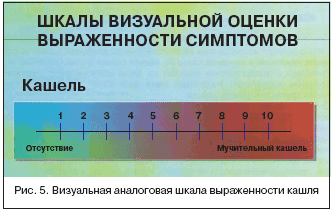 ШКАЛЫ ВИЗУАЛЬНОЙ ОЦЕНКИ
ВЫРАЖЕННОСТИ СИМПТОМОВ
Кашель
1 2 3 4 5 6 7 8 9 10
Отсутствие Мучительный кашель
Рис. 5. Визуальная аналоговая шкала выраженности кашля